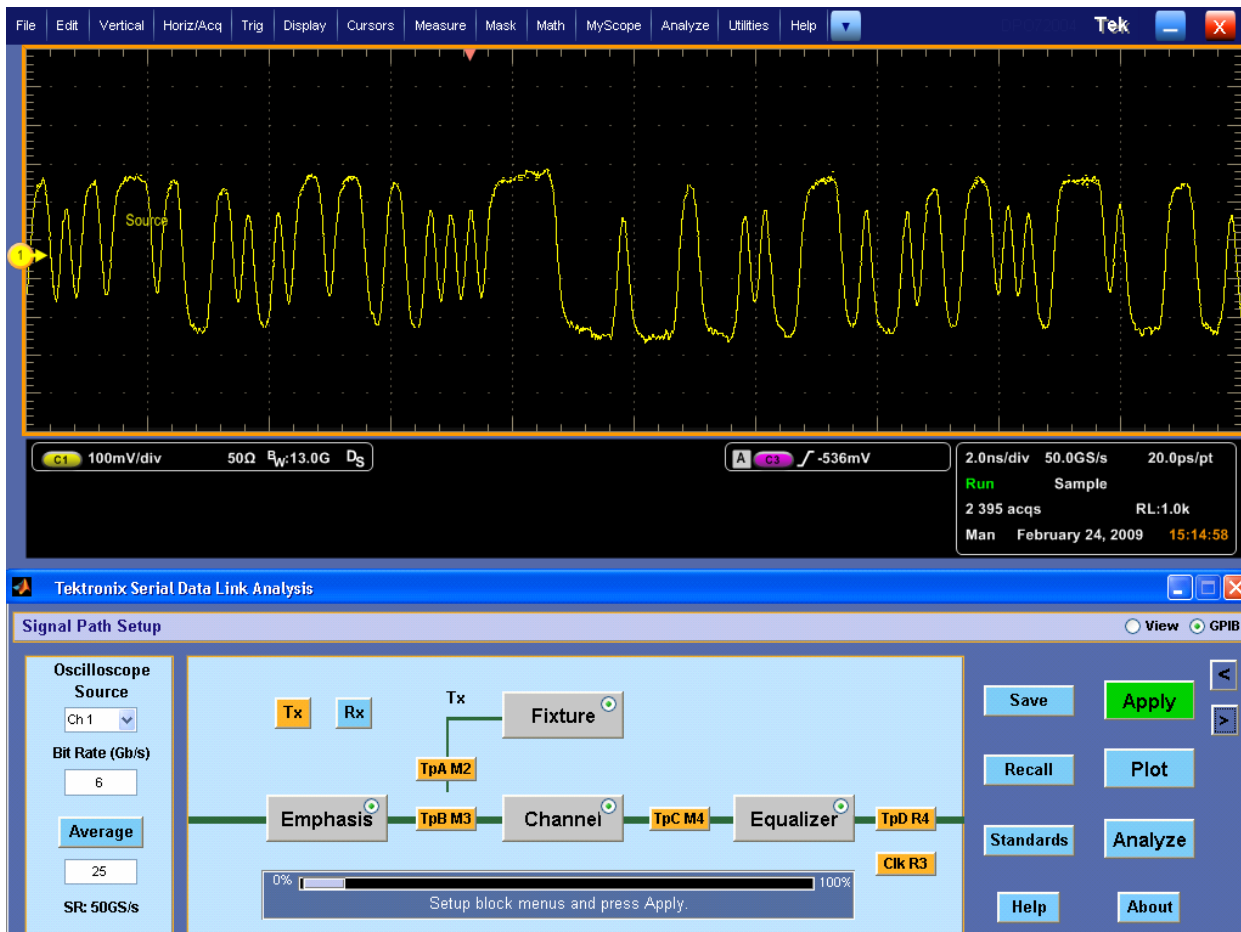 File Edit Vertical Horiz/Acq Trig Display Cursors Measure Mask Math MyScope Analyze Utilities Help Tek X
Source
1
C1 100mV/div 50Ω BW:13.0G DS
A C3 -536mV
2.0ns/div 50.0GS/s 20.0ps/pt
Run Sample
2 395 acqs RL:1.0k
Man February 24, 2009 15:14:58
Tektronix Serial Data Link Analysis
Signal Path Setup
View GPIB
Oscilloscope
Source
Ch 1
Bit Rate (Gb/s)
6
Average
25
SR: 50GS/s
Tx Rx Tx Fixture
TpA M2
Emphasis TpB M3 Channel TpC M4 Equalizer TpD R4
Clk R3
0% 100%
Setup block menus and press Apply.
Save Apply <
>
Recall Plot
Standards Analyze
Help About